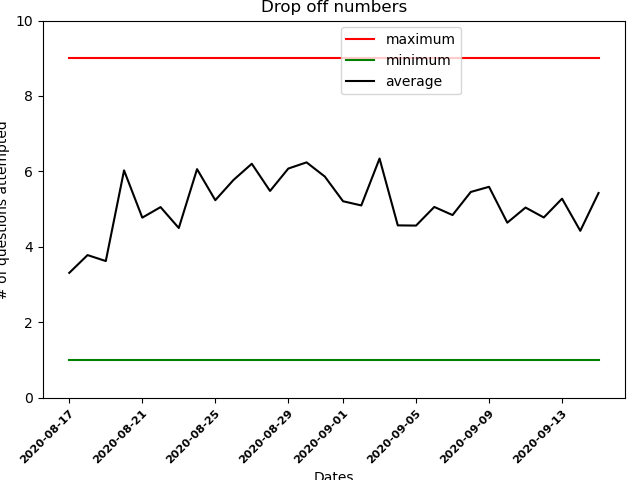 Drop off numbers
maximum
minimum
average
# of questions attempted
10
8
6
4
2
0
2020-08-17
2020-08-21
2020-08-25
2020-08-29
2020-09-01
2020-09-05
2020-09-09
2020-09-13
Dates